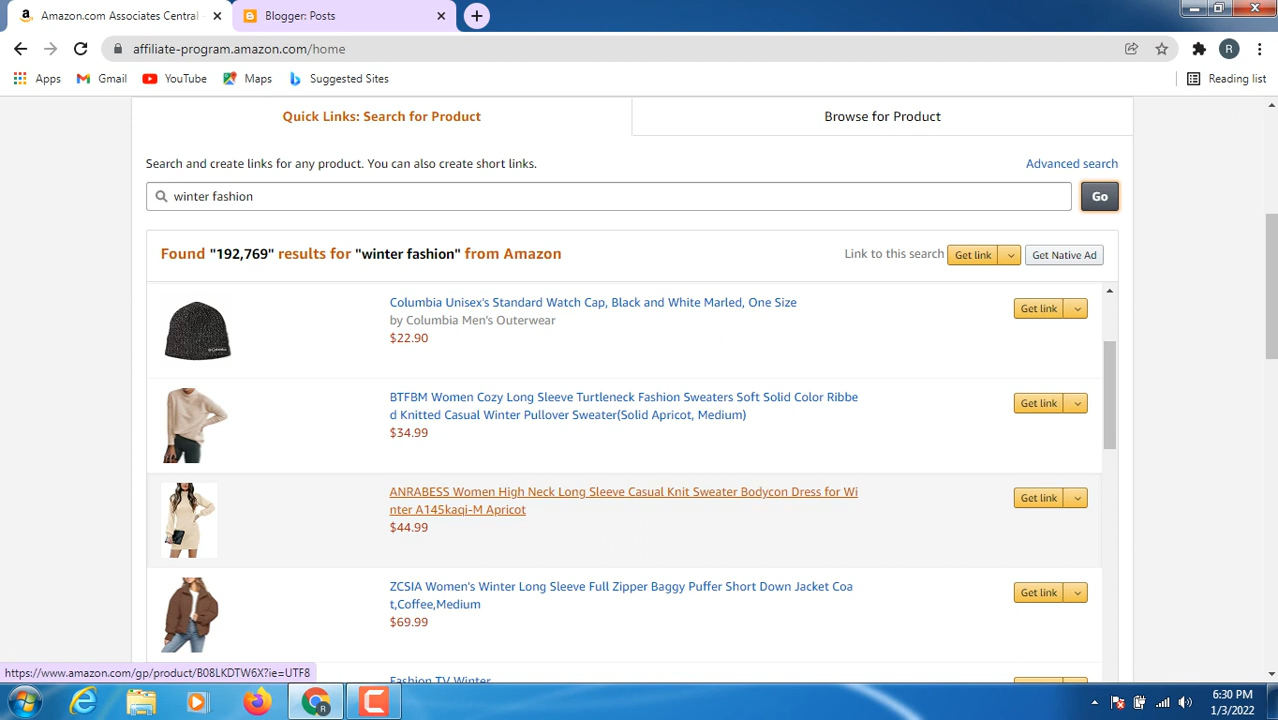 Amazon.com Associates Central -
Blogger: Posts
affiliate-program.amazon.com/home
R
Apps
Gmail
YouTube
Maps
Suggested Sites
Reading list
Quick Links: Search for Product
Browse for Product
Search and create links for any product. You can also create short links.
Advanced search
winter fashion
Go
Found "192,769" results for "winter fashion" from Amazon
Link to this search
Get link
Get Native Ad
Columbia Unisex's Standard Watch Cap, Black and White Marled, One Size
by Columbia Men's Outerwear
$22.90
Get link
BTFBM Women Cozy Long Sleeve Turtleneck Fashion Sweaters Soft Solid Color Ribbe
d Knitted Casual Winter Pullover Sweater(Solid Apricot, Medium)
$34.99
Get link
ANRABESS Women High Neck Long Sleeve Casual Knit Sweater Bodycon Dress for Wi
nter A145kaqi-M Apricot
$44.99
Get link
ZCSIA Women's Winter Long Sleeve Full Zipper Baggy Puffer Short Down Jacket Coa
t,Coffee,Medium
$69.99
Get link
Fashion TV Winter
https://www.amazon.com/gp/product/B08LKDTW6X?ie=UTF8
6:30 PM
1/3/2022